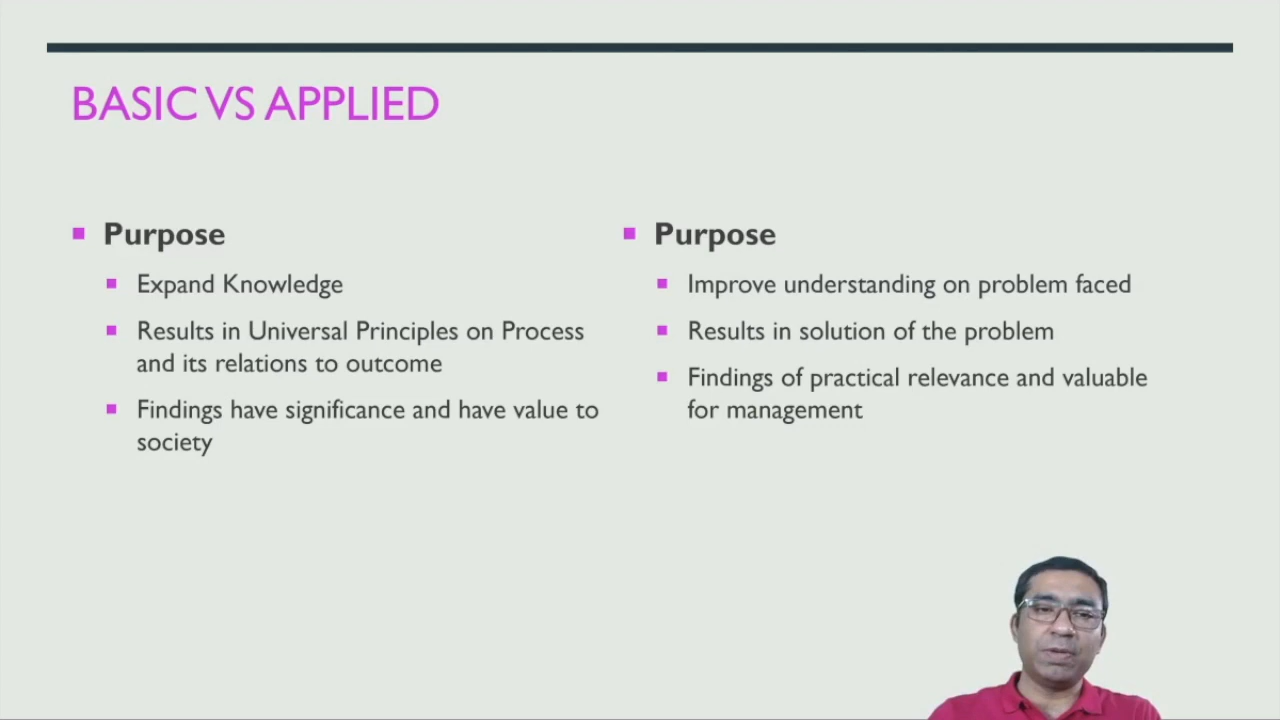 BASIC VS APPLIED
Purpose
Expand Knowledge
Results in Universal Principles on Process
and its relations to outcome
Findings have significance and have value to
society
Purpose
Improve understanding on problem faced
Results in solution of the problem
Findings of practical relevance and valuable
for management